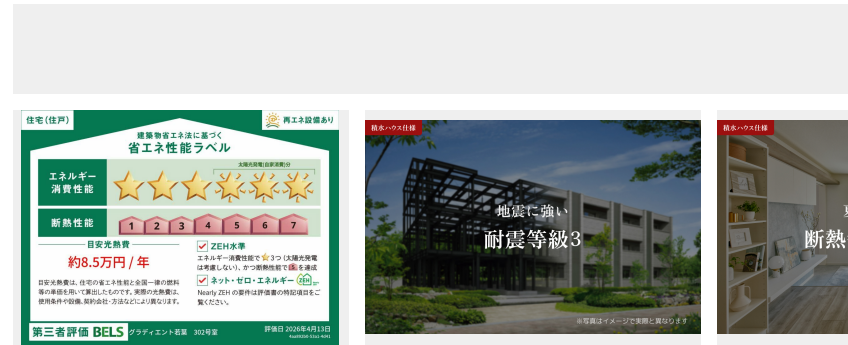 住宅(住戸)
再エネ設備あり
建築物省エネ法に基づく
省エネ性能ラベル
エネルギー
消費性能
太陽光発電(自家消費)分
断熱性能
1 2 3 4 5 6 7
目安光熱費
約8.5万円 / 年
目安光熱費は、住宅の省エネ性能と全国一律の燃料
等の単価を用いて算出したものです。実際の光熱費は、
使用条件や設備、契約会社・方法などにより異なります。
ZEH水準
エネルギー消費性能で⭐3つ (太陽光発電
は考慮しない)、かつ断熱性能で5を達成
ネット・ゼロ・エネルギー
Nearly ZEH の要件は評価書の特記項目をご
覧ください。
第三者評価 BELS
グラディエント若葉 302号室
評価日 2026年4月13日
積水ハウス仕様
地震に強い
耐震等級3
※写真はイメージで実際と異なります
積水ハウス仕様
断熱